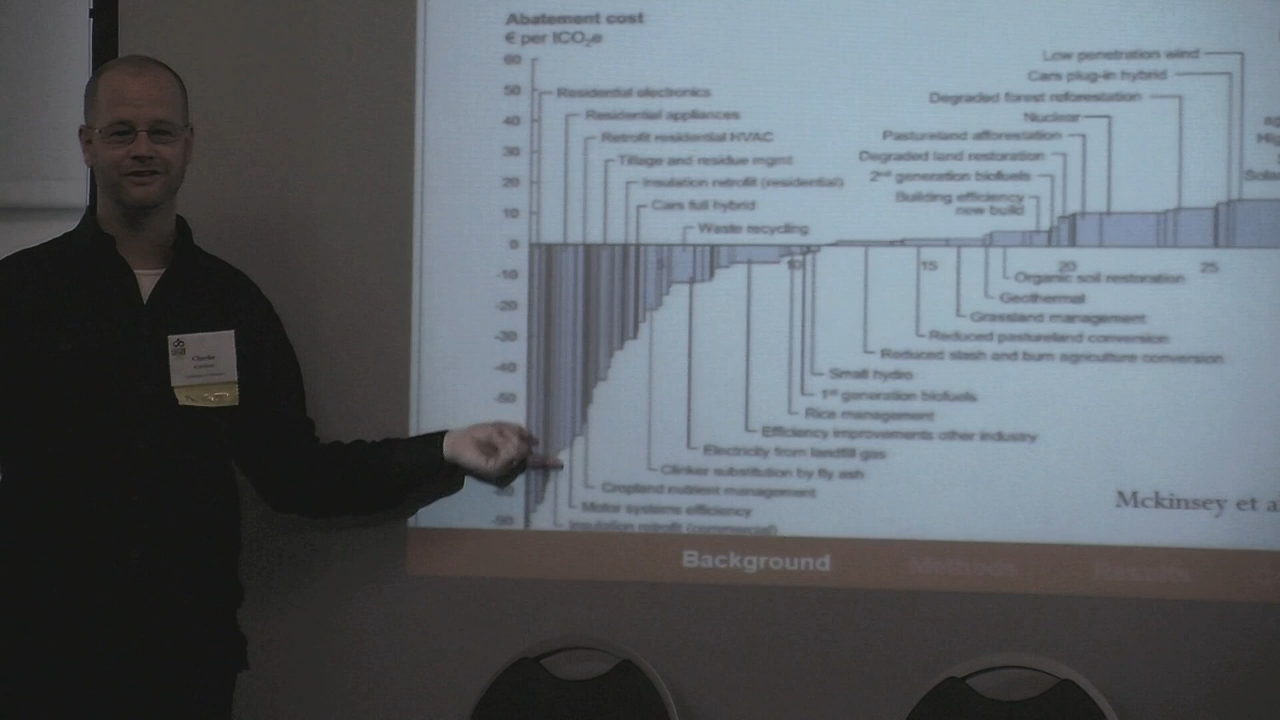 Abatement cost
€ per tCO₂e
60
50
40
30
20
10
0
-10
-20
-30
-40
-50
-90
5
10
15
20
25
Residential electronics
Residential appliances
Retrofit residential HVAC
Tillage and residue mgmt
Insulation retrofit (residential)
Cars full hybrid
Waste recycling
Low penetration wind
Cars plug-in hybrid
Degraded forest reforestation
Nuclear
Pastureland afforestation
Degraded land restoration
2nd generation biofuels
Building efficiency
new build
Organic soil restoration
Geothermal
Grassland management
Reduced pastureland conversion
Reduced slash and burn agriculture conversion
Small hydro
1st generation biofuels
Rice management
Efficiency improvements other industry
Electricity from landfill gas
Clinker substitution by fly ash
Cropland nutrient management
Motor systems efficiency
Insulation retrofit (commercial)
Mckinsey et a
Background
Methods
Results
Charles